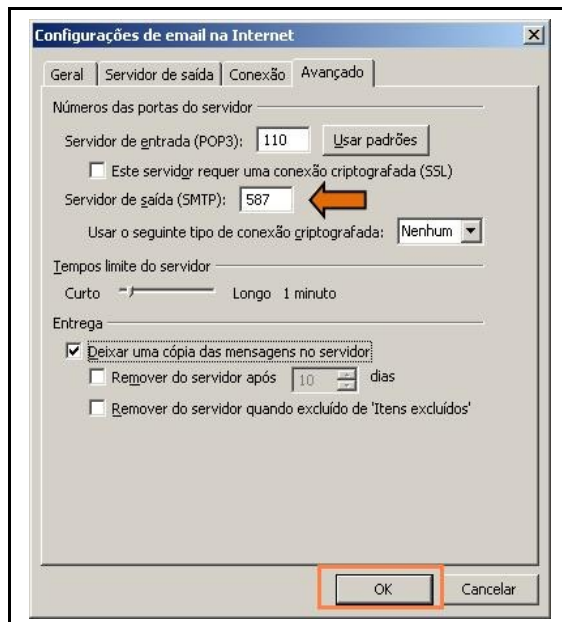 Configurações de email na Internet
Geral Servidor de saída Conexão Avançado
Números das portas do servidor
Servidor de entrada (POP3): 110 Usar padrões
Este servidor requer uma conexão criptografada (SSL)
Servidor de saída (SMTP): 587
Usar o seguinte tipo de conexão criptografada: Nenhum
Tempos limite do servidor
Curto Longo 1 minuto
Entrega
Deixar uma cópia das mensagens no servidor
Remover do servidor após 10 dias
Remover do servidor quando excluído de 'Itens excluídos'
OK Cancelar